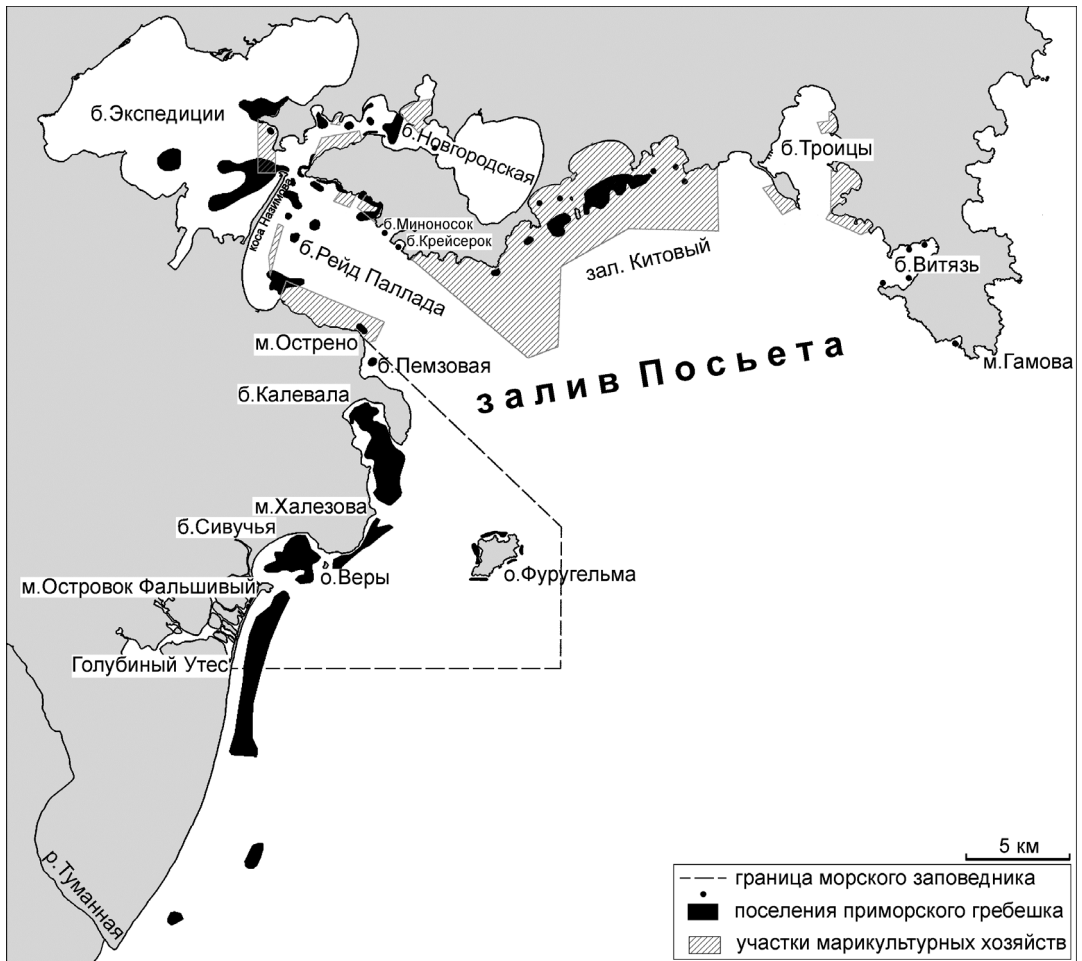 б.Экспедиции
б.Новгородская
б.Троицы
коса Назимова
б.Миноносок
б.Крейсерок
б.Рейд Паллада
зал. Китовый
б.Витязь
м.Острено
б.Пемзовая
м.Гамова
залив Посьета
б.Калевала
м.Халезова
б.Сивучья
о.Веры
о.Фуругельма
м.Островок Фальшивый
Голубиный Утес
р.Туманная
5 км
граница морского заповедника
поселения приморского гребешка
участки марикультурных хозяйств